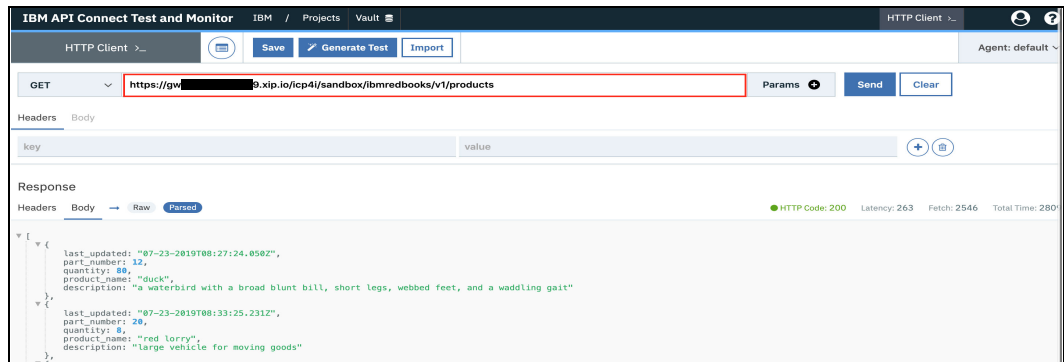 IBM API Connect Test and Monitor IBM / Projects Vault HTTP Client >_
HTTP Client >_ Save Generate Test Import Agent: default
GET https://gw 9.xip.io/icp4i/sandbox/ibmredbooks/v1/products Params Send Clear
Headers Body
key value
Response
Headers Body → Raw Parsed HTTP Code: 200 Latency: 263 Fetch: 2546 Total Time: 280
[
{
last_updated: "07-23-2019T08:27:24.050Z",
part_number: 12,
quantity: 80,
product_name: "duck",
description: "a waterbird with a broad blunt bill, short legs, webbed feet, and a waddling gait"
},
{
last_updated: "07-23-2019T08:33:25.231Z",
part_number: 20,
quantity: 8,
product_name: "red lorry",
description: "large vehicle for moving goods"
},